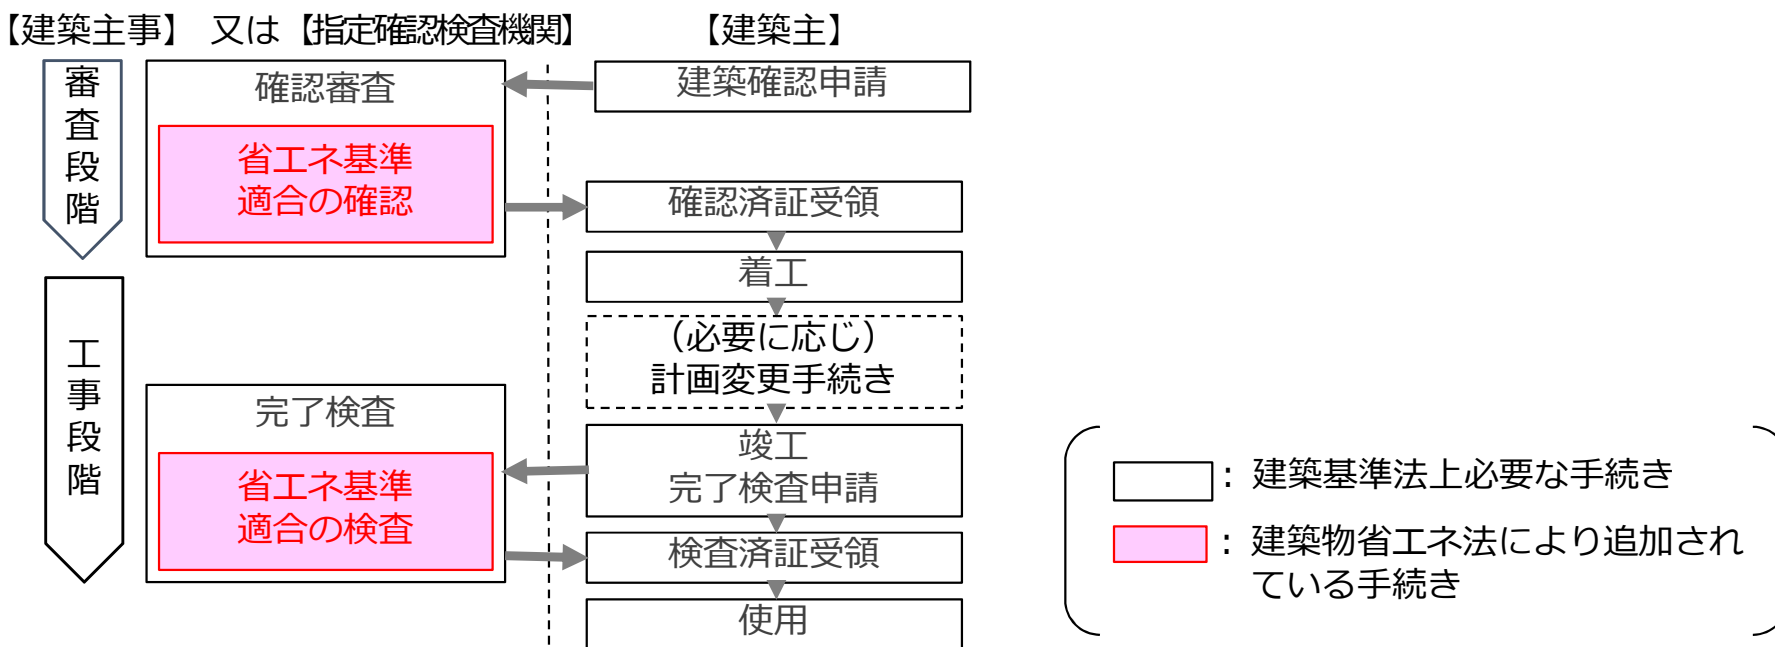 【建築主事】 又は 【指定確認検査機関】
【建築主】
審査段階
確認審査
省エネ基準
適合の確認
建築確認申請
確認済証受領
着工
（必要に応じ）
計画変更手続き
工事段階
完了検査
省エネ基準
適合の検査
竣工
完了検査申請
検査済証受領
使用
：建築基準法上必要な手続き
：建築物省エネ法により追加され
ている手続き